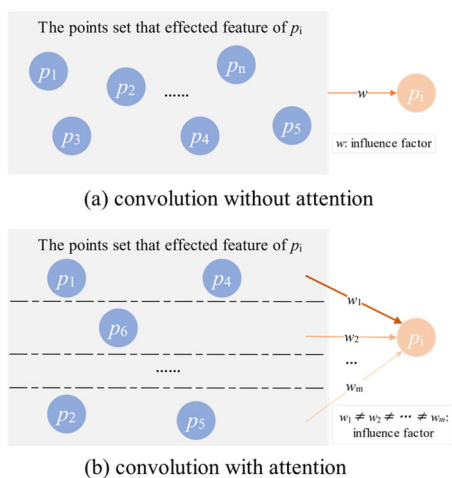 The points set that effected feature of pi
p1
p2
......
pn
p3
p4
p5
w
pi
w: influence factor
(a) convolution without attention
The points set that effected feature of pi
p1
p4
w1
p6
w2
pi
......
...
wm
p2
p5
w1 ≠ w2 ≠ ··· ≠ wm:
influence factor
(b) convolution with attention